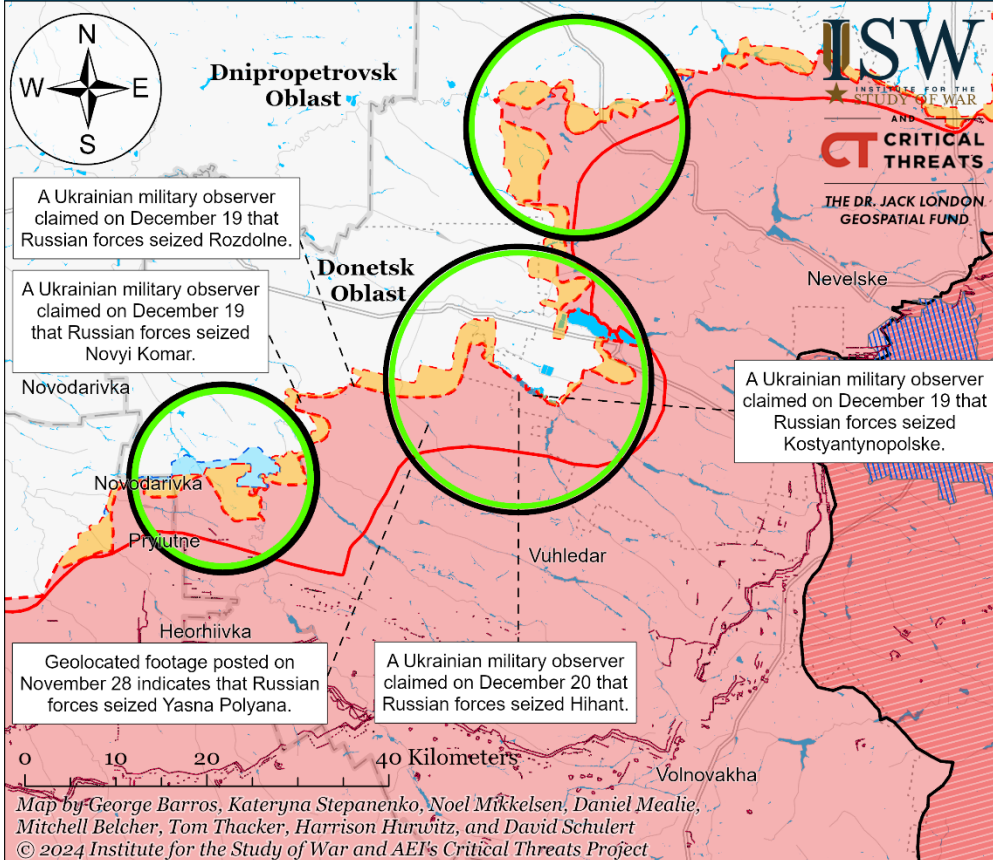 N
W
E
S
Dnipropetrovsk
Oblast
ISW
INSTITUTE FOR THE
STUDY OF WAR
AND
CT CRITICAL
THREATS
THE DR. JACK LONDON
GEOSPATIAL FUND
A Ukrainian military observer
claimed on December 19 that
Russian forces seized Rozdolne.
Donetsk
Oblast
Nevelske
A Ukrainian military observer
claimed on December 19
that Russian forces seized
Novyi Komar.
Novodarivka
A Ukrainian military observer
claimed on December 19 that
Russian forces seized
Kostyantynopolske.
Novodarivka
Pryiutne
Vuhledar
Heorhiivka
Geolocated footage posted on
November 28 indicates that Russian
forces seized Yasna Polyana.
A Ukrainian military observer
claimed on December 20 that
Russian forces seized Hihant.
0 10 20 40 Kilometers
Volnovakha
Map by George Barros, Kateryna Stepanenko, Noel Mikkelsen, Daniel Mealie,
Mitchell Belcher, Tom Thacker, Harrison Hurwitz, and David Schulert
© 2024 Institute for the Study of War and AEI's Critical Threats Project